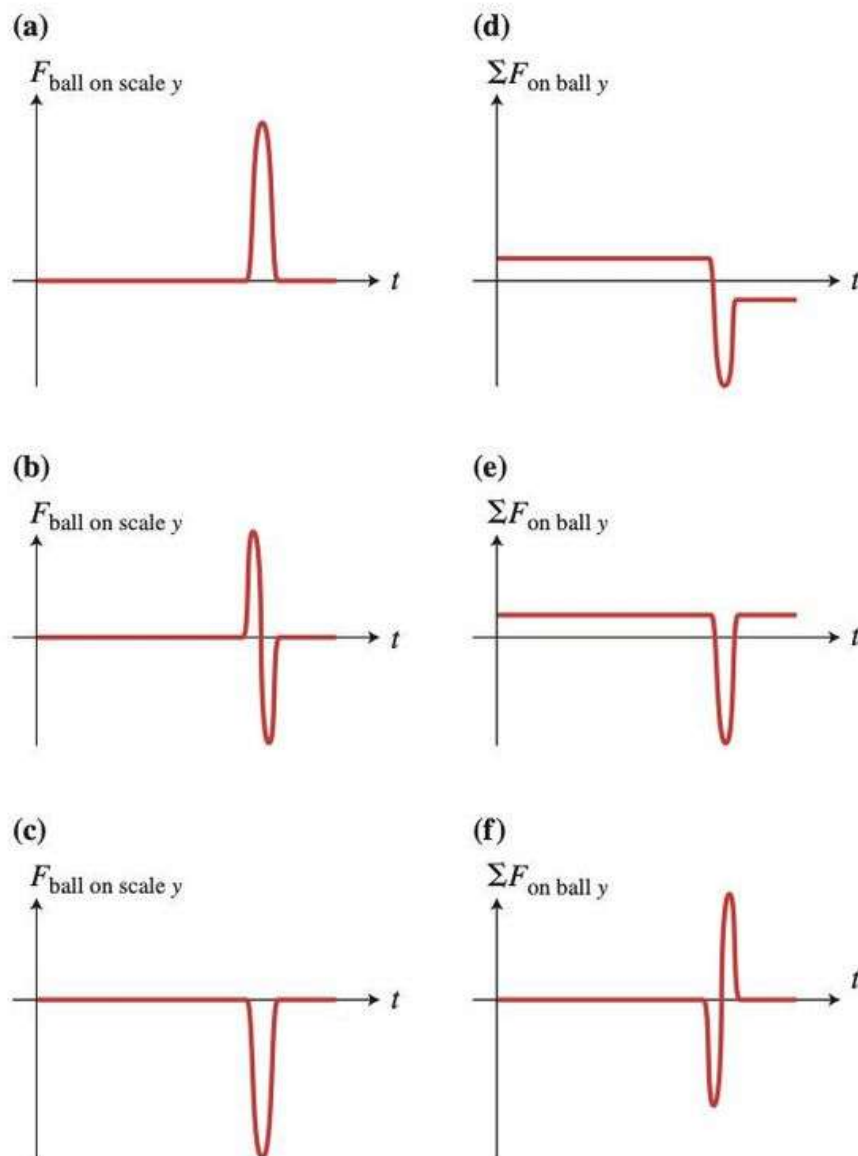 (a)
F ball on scale y
t
(b)
F ball on scale y
t
(c)
F ball on scale y
t
(d)
ΣF on ball y
t
(e)
ΣF on ball y
t
(f)
ΣF on ball y
t